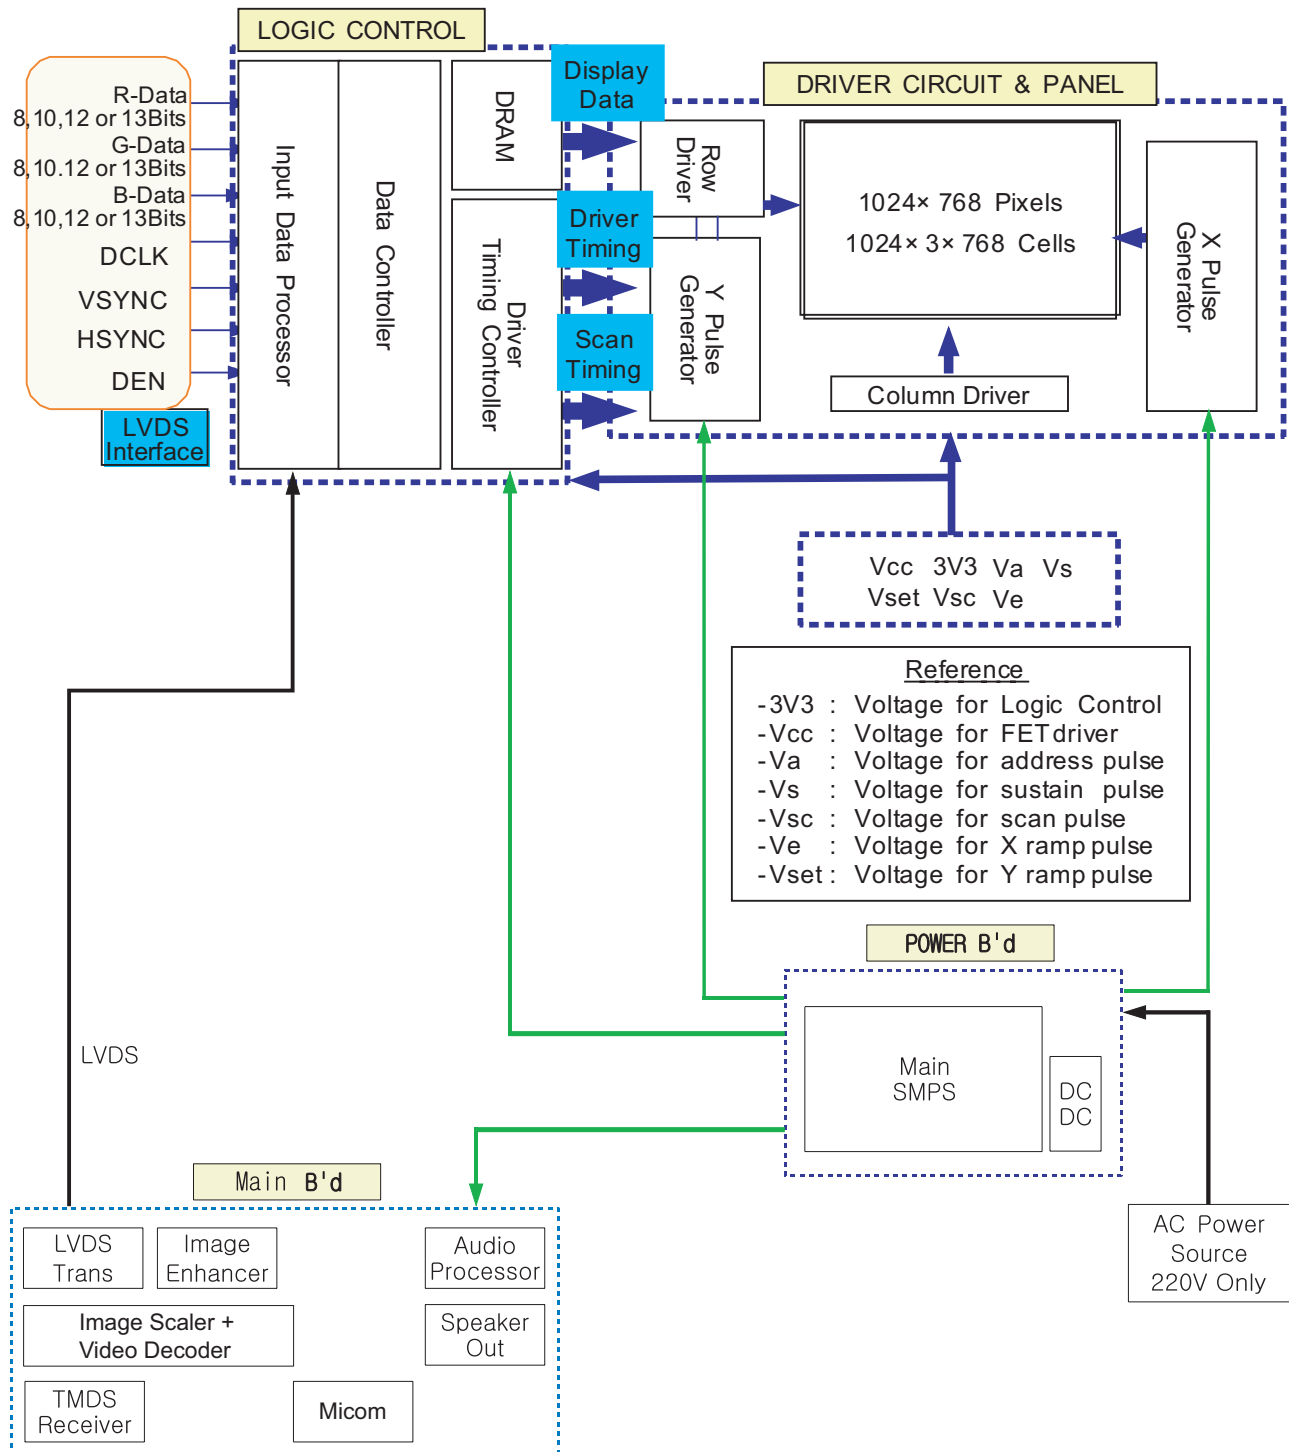 LOGIC CONTROL
R-Data
8,10,12 or 13Bits
G-Data
8,10.12 or 13Bits
B-Data
8,10,12 or 13Bits
DCLK
VSYNC
HSYNC
DEN
LVDS
Interface
Input Data Processor
Data Controller
DRAM
Driver
Timing Controller
Display
Data
Driver
Timing
Scan
Timing
DRIVER CIRCUIT & PANEL
Row
Driver
Y Pulse
Generator
1024× 768 Pixels
1024× 3× 768 Cells
Column Driver
X Pulse
Generator
Vcc 3V3 Va Vs
Vset Vsc Ve
Reference
-3V3 : Voltage for Logic Control
-Vcc : Voltage for FET driver
-Va : Voltage for address pulse
-Vs : Voltage for sustain pulse
-Vsc : Voltage for scan pulse
-Ve : Voltage for X ramp pulse
-Vset : Voltage for Y ramp pulse
POWER B'd
Main
SMPS
DC
DC
AC Power
Source
220V Only
LVDS
Main B'd
LVDS
Trans
Image
Enhancer
Audio
Processor
Image Scaler +
Video Decoder
Speaker
Out
TMDS
Receiver
Micom